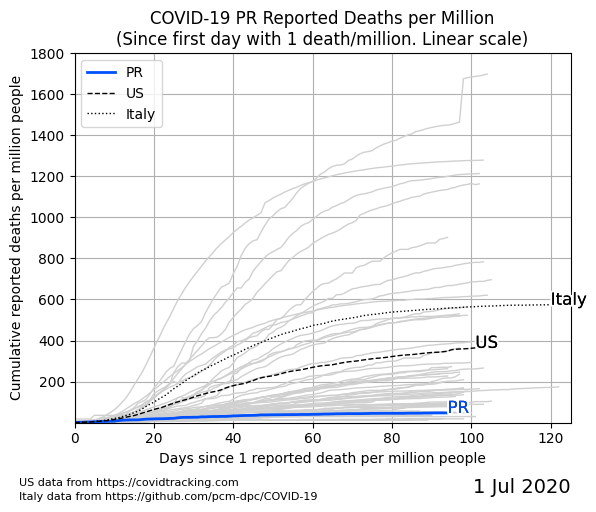 COVID-19 PR Reported Deaths per Million
(Since first day with 1 death/million. Linear scale)
Cumulative reported deaths per million people
1800
1600
1400
1200
1000
800
600
400
200
PR
US
Italy
Italy
US
PR
0
20
40
60
80
100
120
Days since 1 reported death per million people
US data from https://covidtracking.com
Italy data from https://github.com/pcm-dpc/COVID-19
1 Jul 2020